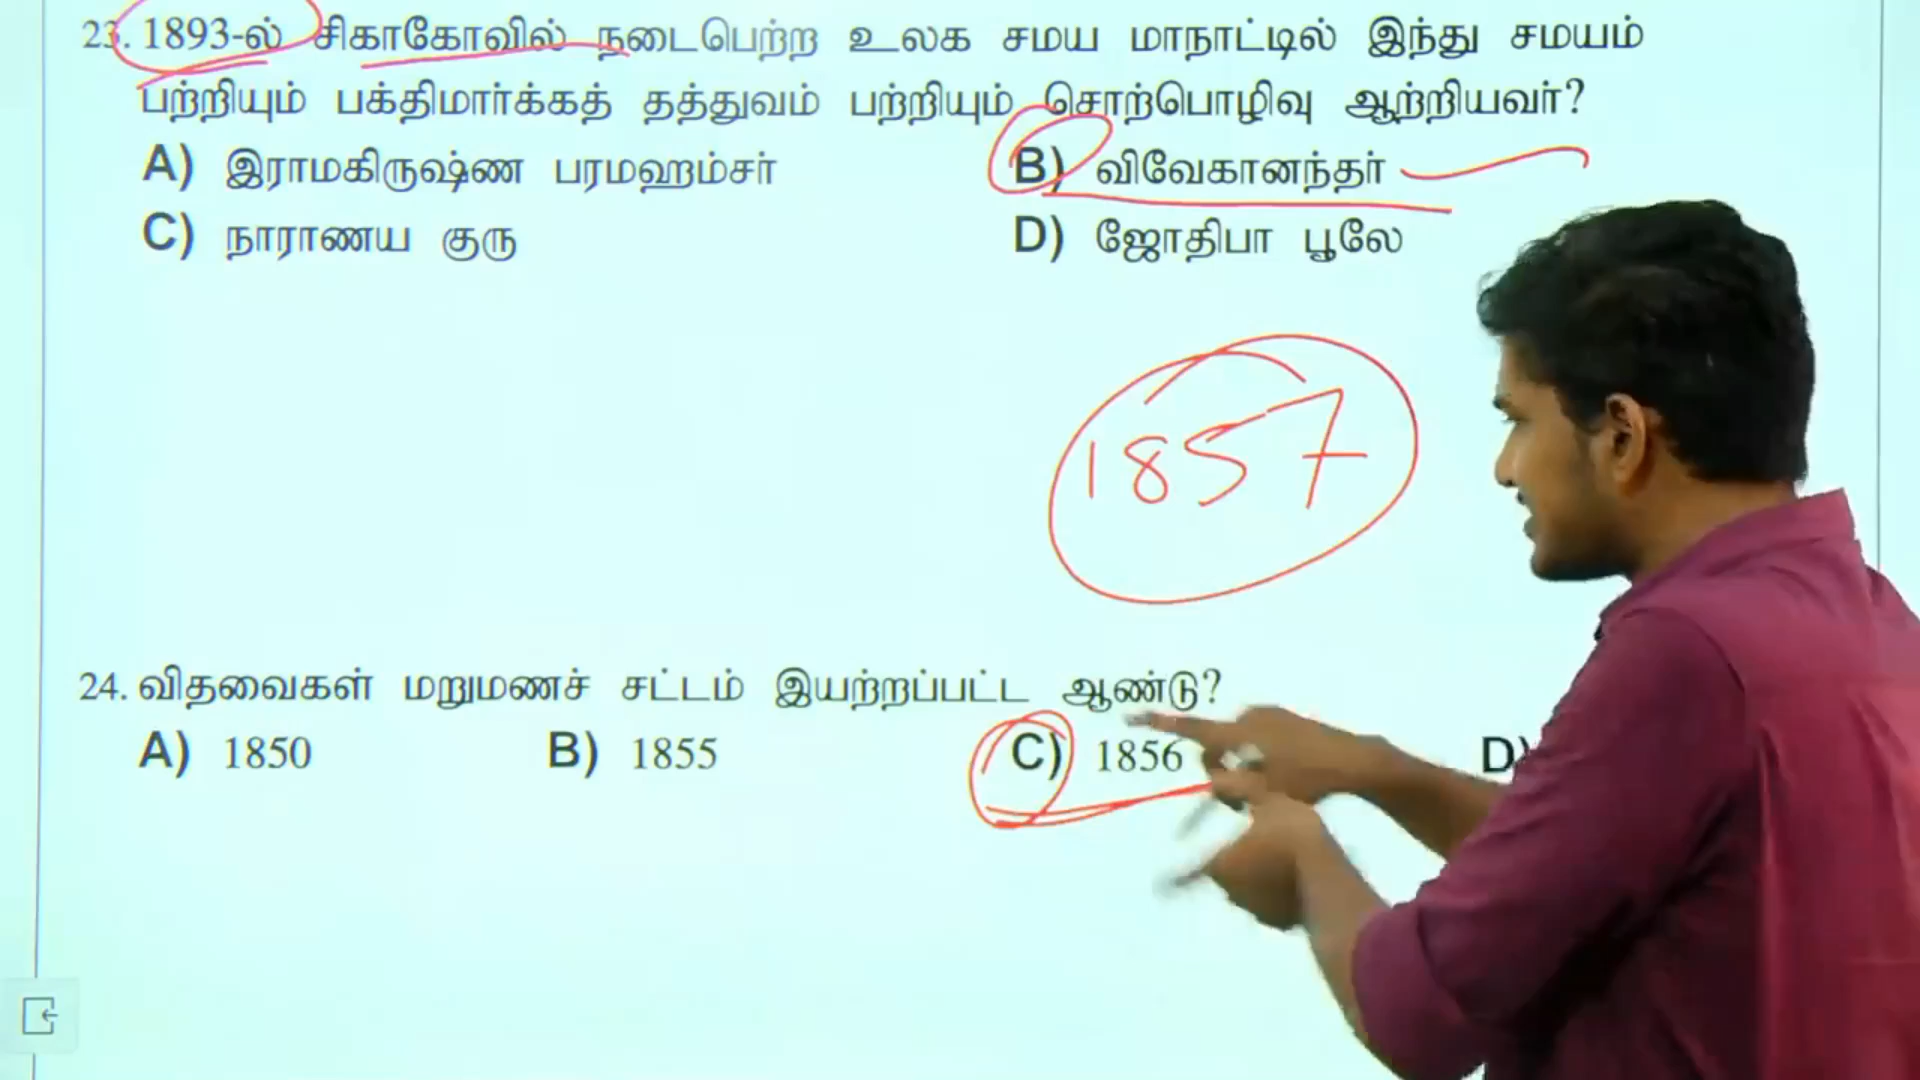 23. 1893-ல் சிகாகோவில் நடைபெற்ற உலக சமய மாநாட்டில் இந்து சமயம்
பற்றியும் பக்திமார்க்கத் தத்துவம் பற்றியும் சொற்பொழிவு ஆற்றியவர்?
A) இராமகிருஷ்ண பரமஹம்சர் B) விவேகானந்தர்
C) நாராணய குரு D) ஜோதிபா பூலே
1857
24. விதவைகள் மறுமணச் சட்டம் இயற்றப்பட்ட ஆண்டு?
A) 1850 B) 1855 C) 1856 D)